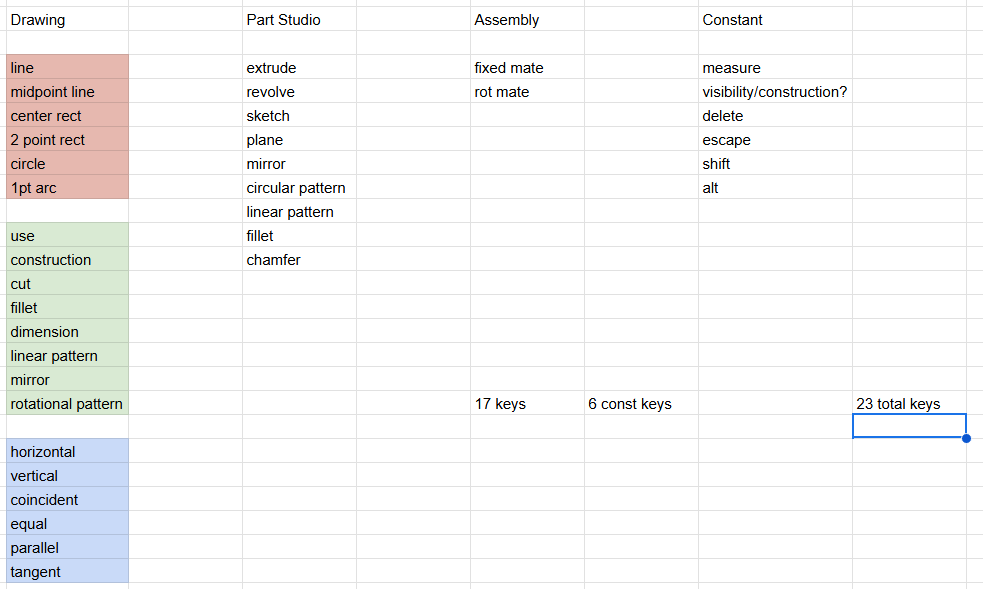 Drawing Part Studio Assembly Constant
line extrude fixed mate measure
midpoint line revolve rot mate visibility/construction?
center rect sketch delete
2 point rect plane escape
circle mirror shift
1pt arc circular pattern alt
linear pattern
use fillet
construction chamfer
cut
fillet
dimension
linear pattern
mirror
rotational pattern 17 keys 6 const keys 23 total keys
horizontal
vertical
coincident
equal
parallel
tangent